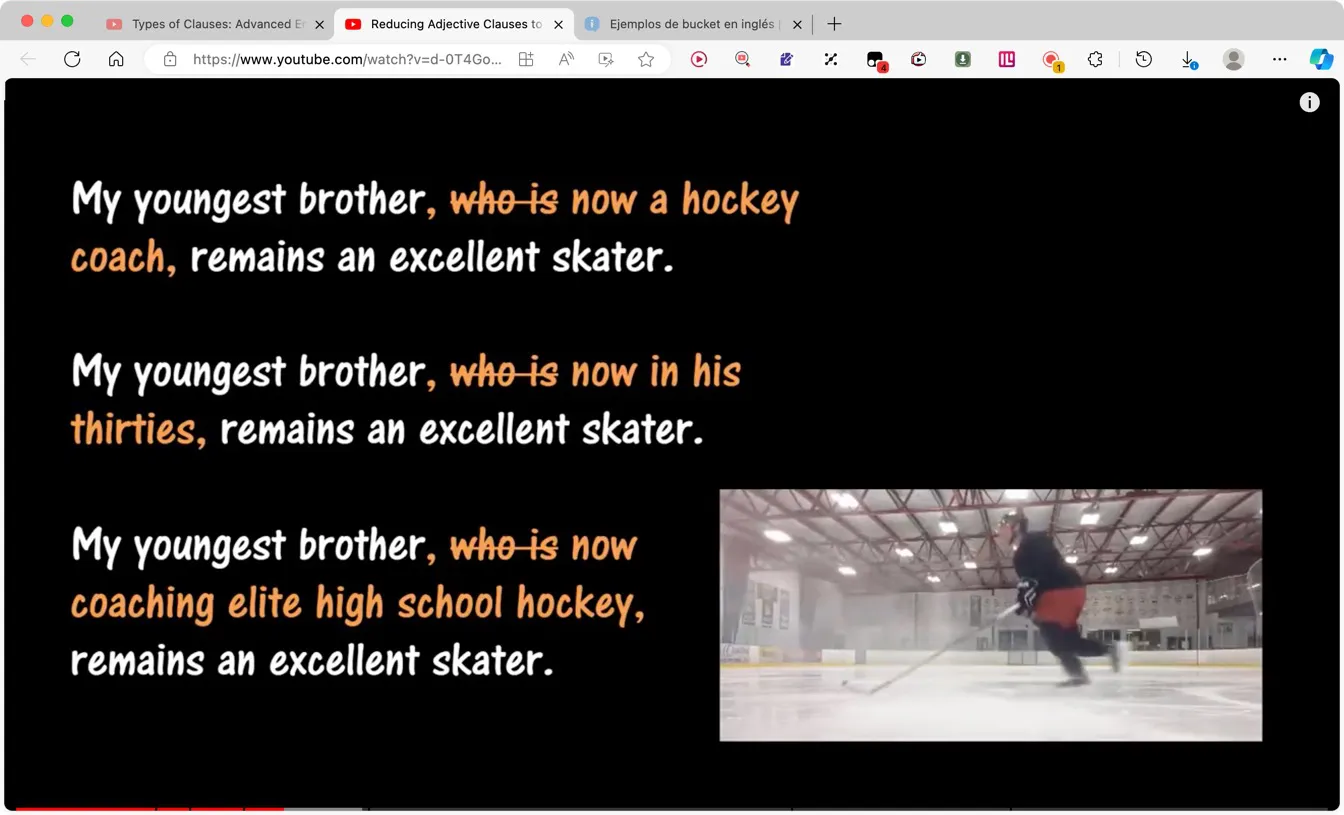 Types of Clauses: Advanced E
Reducing Adjective Clauses to
Ejemplos de bucket en inglés
https://www.youtube.com/watch?v=d-0T4Go...
4
1
My youngest brother, who is now a hockey
coach, remains an excellent skater.
My youngest brother, who is now in his
thirties, remains an excellent skater.
My youngest brother, who is now
coaching elite high school hockey,
remains an excellent skater.